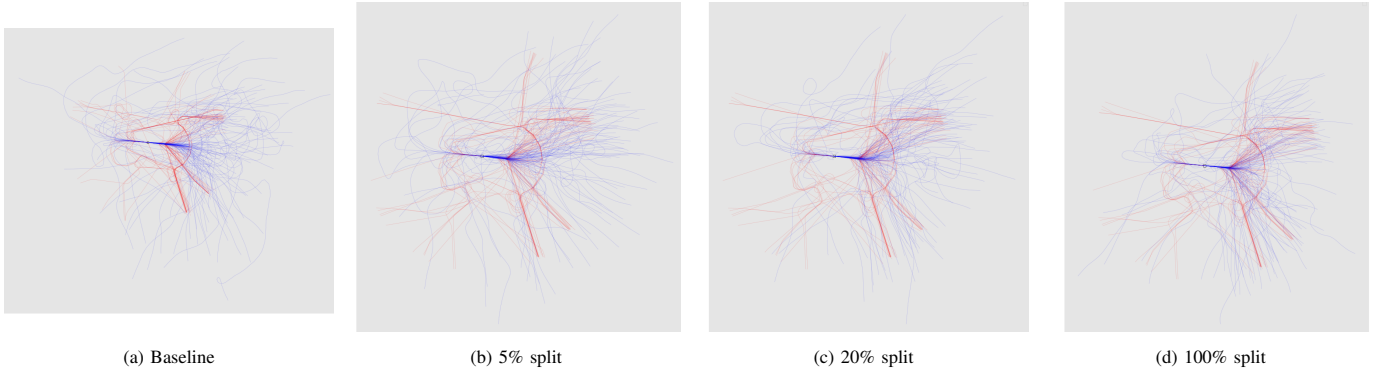 (a) Baseline
(b) 5% split
(c) 20% split
(d) 100% split